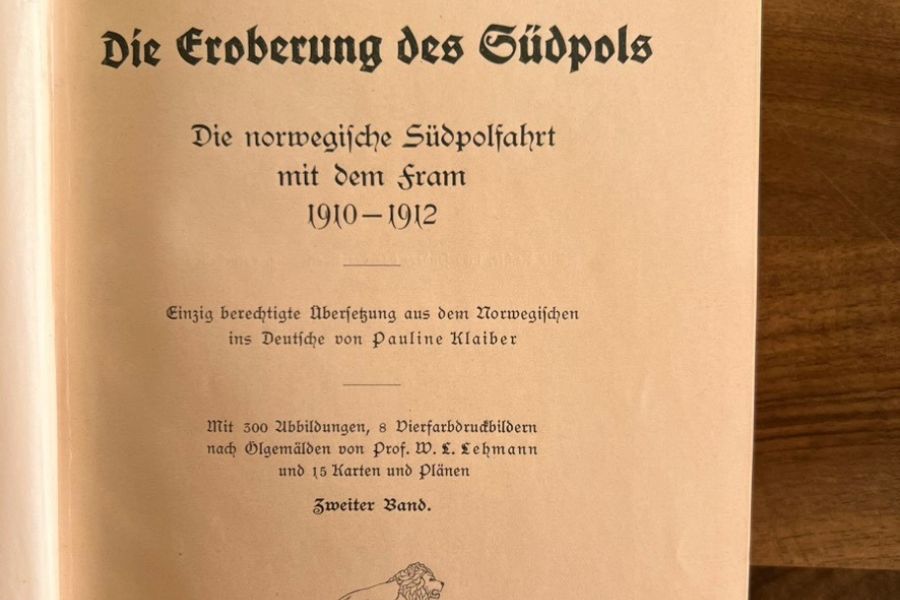 Die Eroberung des Südpols
Die norwegische Südpolfahrt
mit dem Fram
1910–1912
Einzig berechtigte Übersetzung aus dem Norwegischen
ins Deutsche von Pauline Klaiber
Mit 300 Abbildungen, 8 Vierfarbdruckbildern
nach Ölgemälden von Prof. W. L. Lehmann
und 15 Karten und Plänen
Zweiter Band.